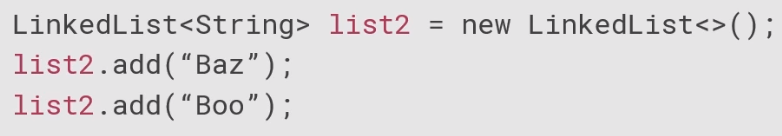 LinkedList<String> list2 = new LinkedList<>();
list2.add(“Baz”);
list2.add(“Boo”);